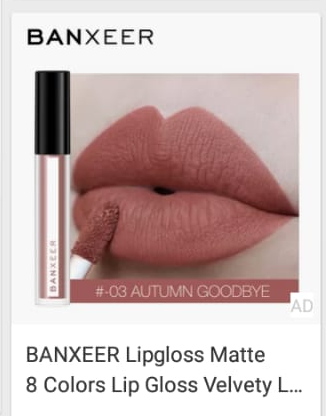 BANXEER
BANXEER
#-03 AUTUMN GOODBYE
AD
BANXEER Lipgloss Matte
8 Colors Lip Gloss Velvety L...